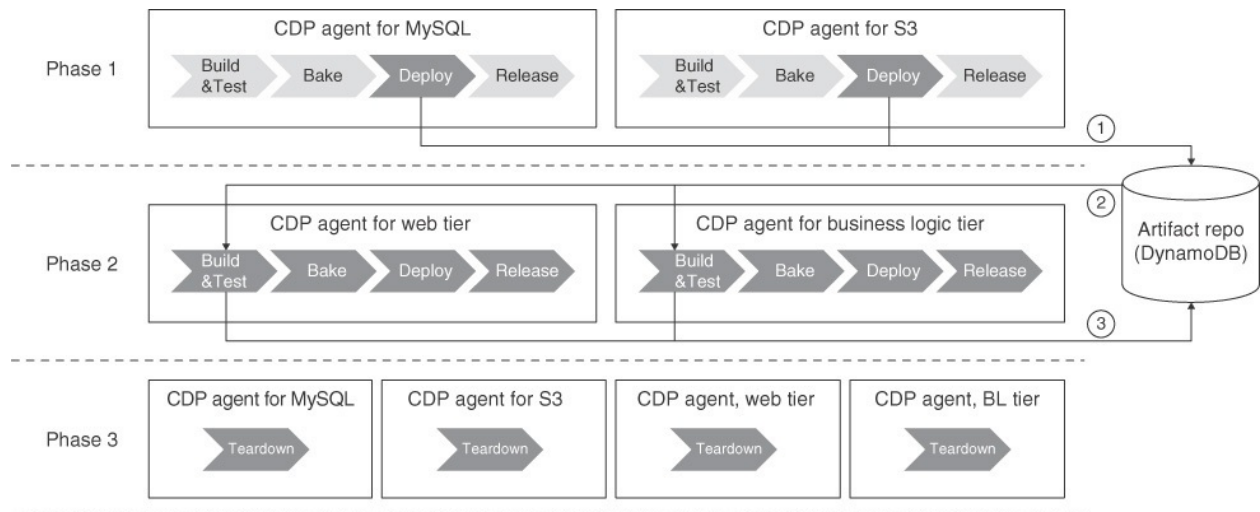 CDP agent for MySQL
CDP agent for S3
Phase 1
Build
&Test
Bake
Deploy
Release
Build
&Test
Bake
Deploy
Release
1
2
CDP agent for web tier
CDP agent for business logic tier
Artifact repo
(DynamoDB)
Phase 2
Build
&Test
Bake
Deploy
Release
Build
&Test
Bake
Deploy
Release
3
CDP agent for MySQL
CDP agent for S3
CDP agent, web tier
CDP agent, BL tier
Phase 3
Teardown
Teardown
Teardown
Teardown